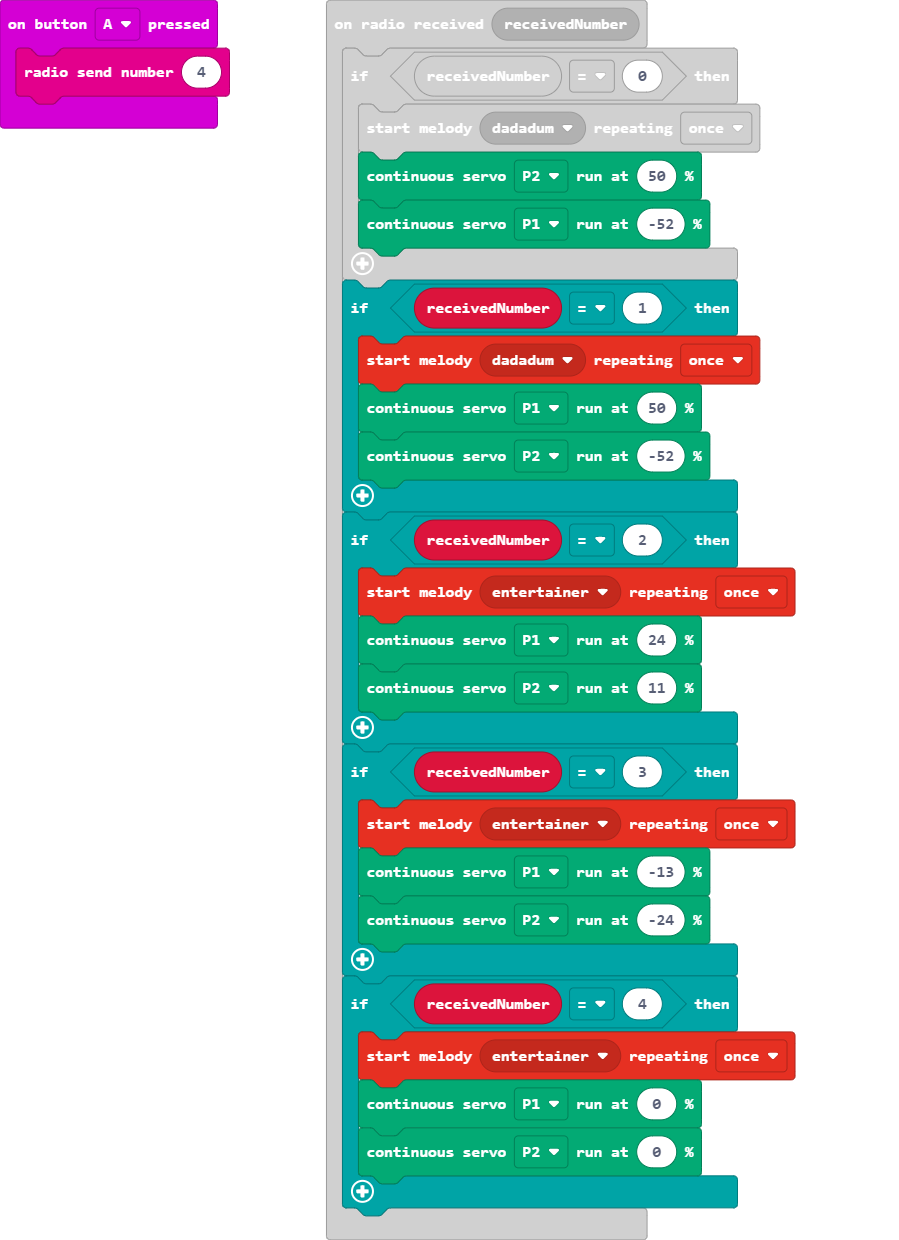 on button A pressed
radio send number 4
on radio received receivedNumber
if receivedNumber = 0 then
start melody dadadum repeating once
continuous servo P2 run at 50 %
continuous servo P1 run at -52 %
if receivedNumber = 1 then
start melody dadadum repeating once
continuous servo P1 run at 50 %
continuous servo P2 run at -52 %
if receivedNumber = 2 then
start melody entertainer repeating once
continuous servo P1 run at 24 %
continuous servo P2 run at 11 %
if receivedNumber = 3 then
start melody entertainer repeating once
continuous servo P1 run at -13 %
continuous servo P2 run at -24 %
if receivedNumber = 4 then
start melody entertainer repeating once
continuous servo P1 run at 0 %
continuous servo P2 run at 0 %